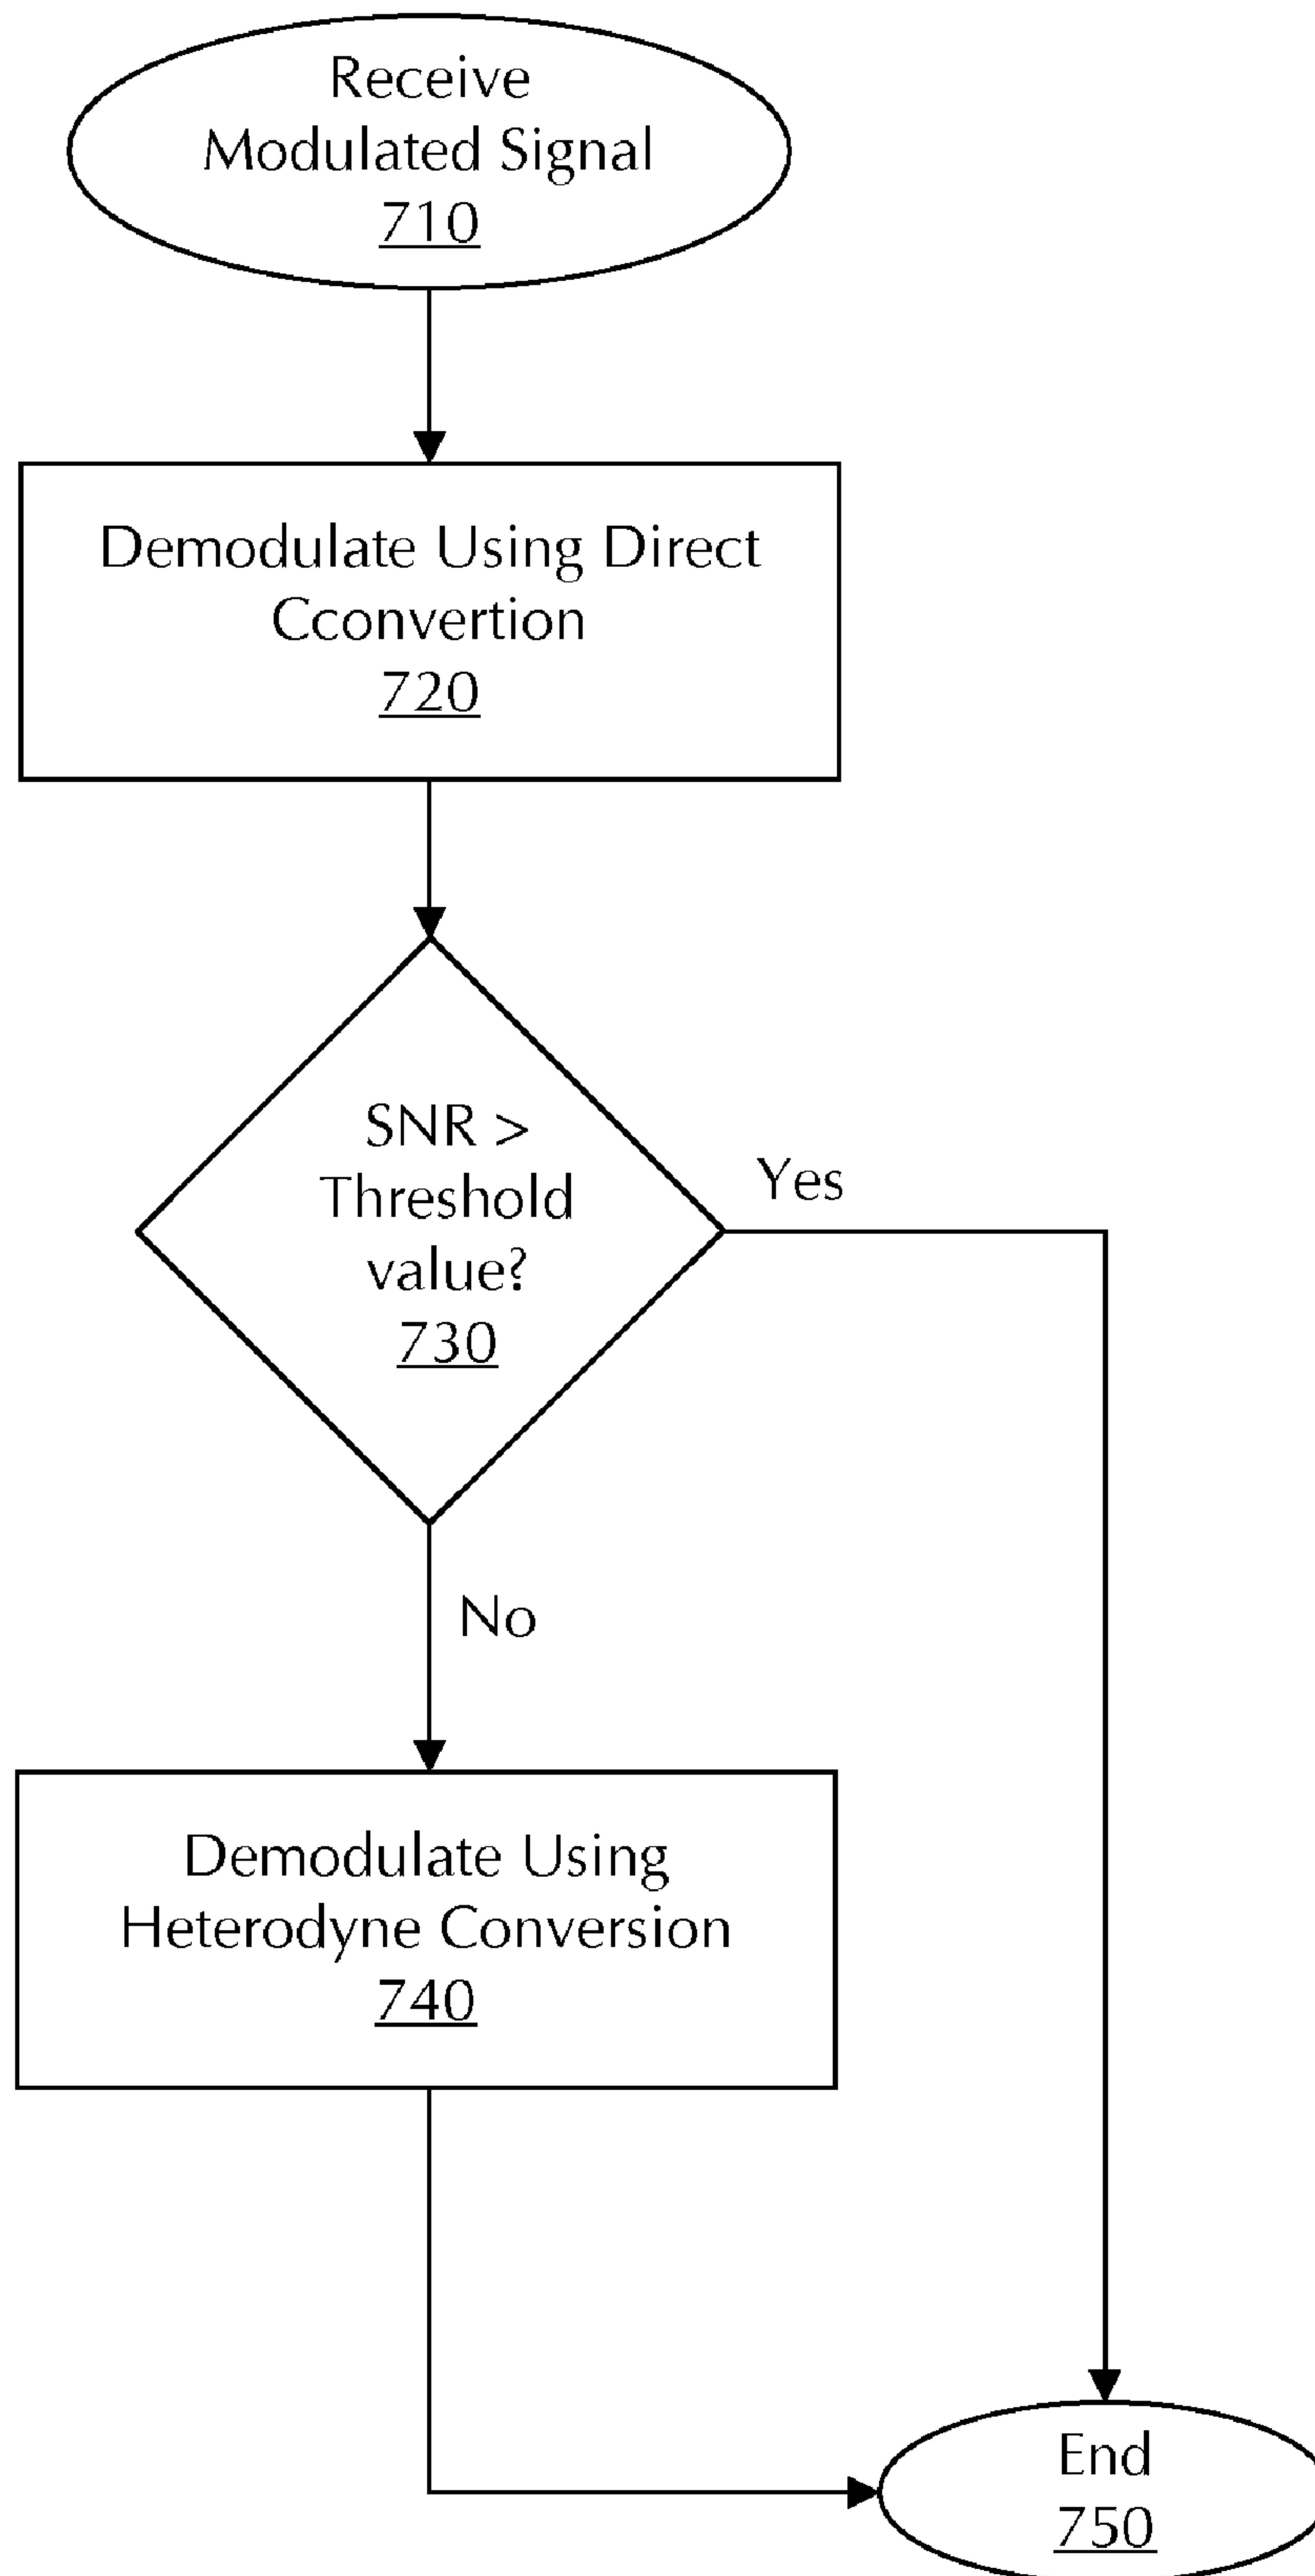 Receive
Modulated Signal
710
Demodulate Using Direct
Cconvertion
720
SNR >
Threshold
value?
730
Yes
No
Demodulate Using
Heterodyne Conversion
740
End
750